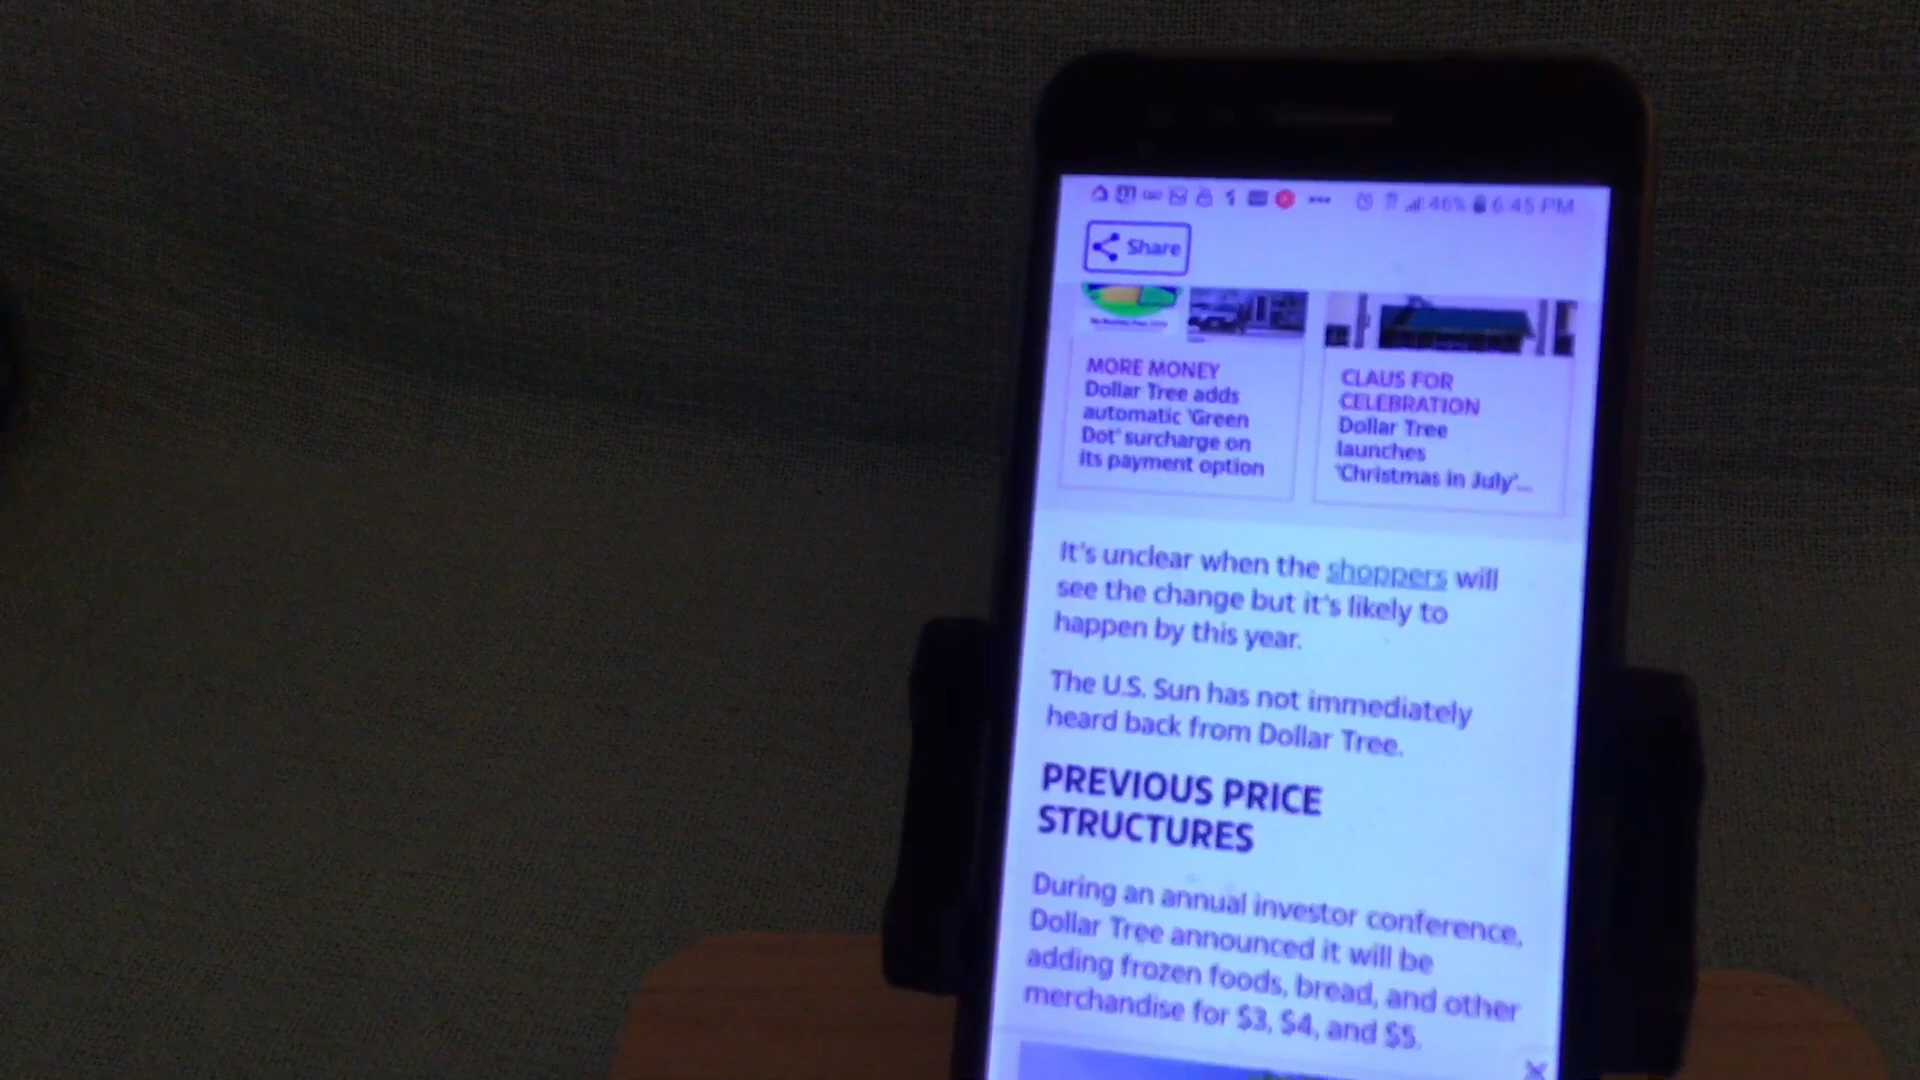 46% 6:45 PM
Share
MORE MONEY
Dollar Tree adds
automatic 'Green
Dot' surcharge on
its payment option
CLAUS FOR
CELEBRATION
Dollar Tree
launches
'Christmas in July'...
It's unclear when the shoppers will
see the change but it's likely to
happen by this year.
The U.S. Sun has not immediately
heard back from Dollar Tree.
PREVIOUS PRICE
STRUCTURES
During an annual investor conference,
Dollar Tree announced it will be
adding frozen foods, bread, and other
merchandise for $3, $4, and $5.